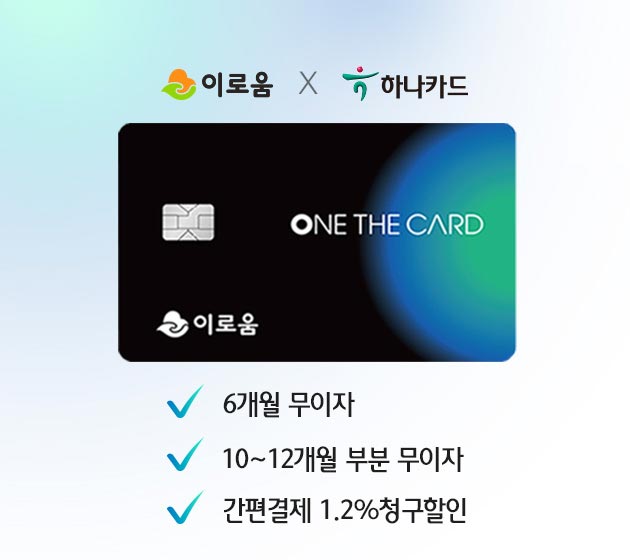 이로움 X 하나카드
ONE THE CARD
이로움
6개월 무이자
10~12개월 부분 무이자
간편결제 1.2%청구할인